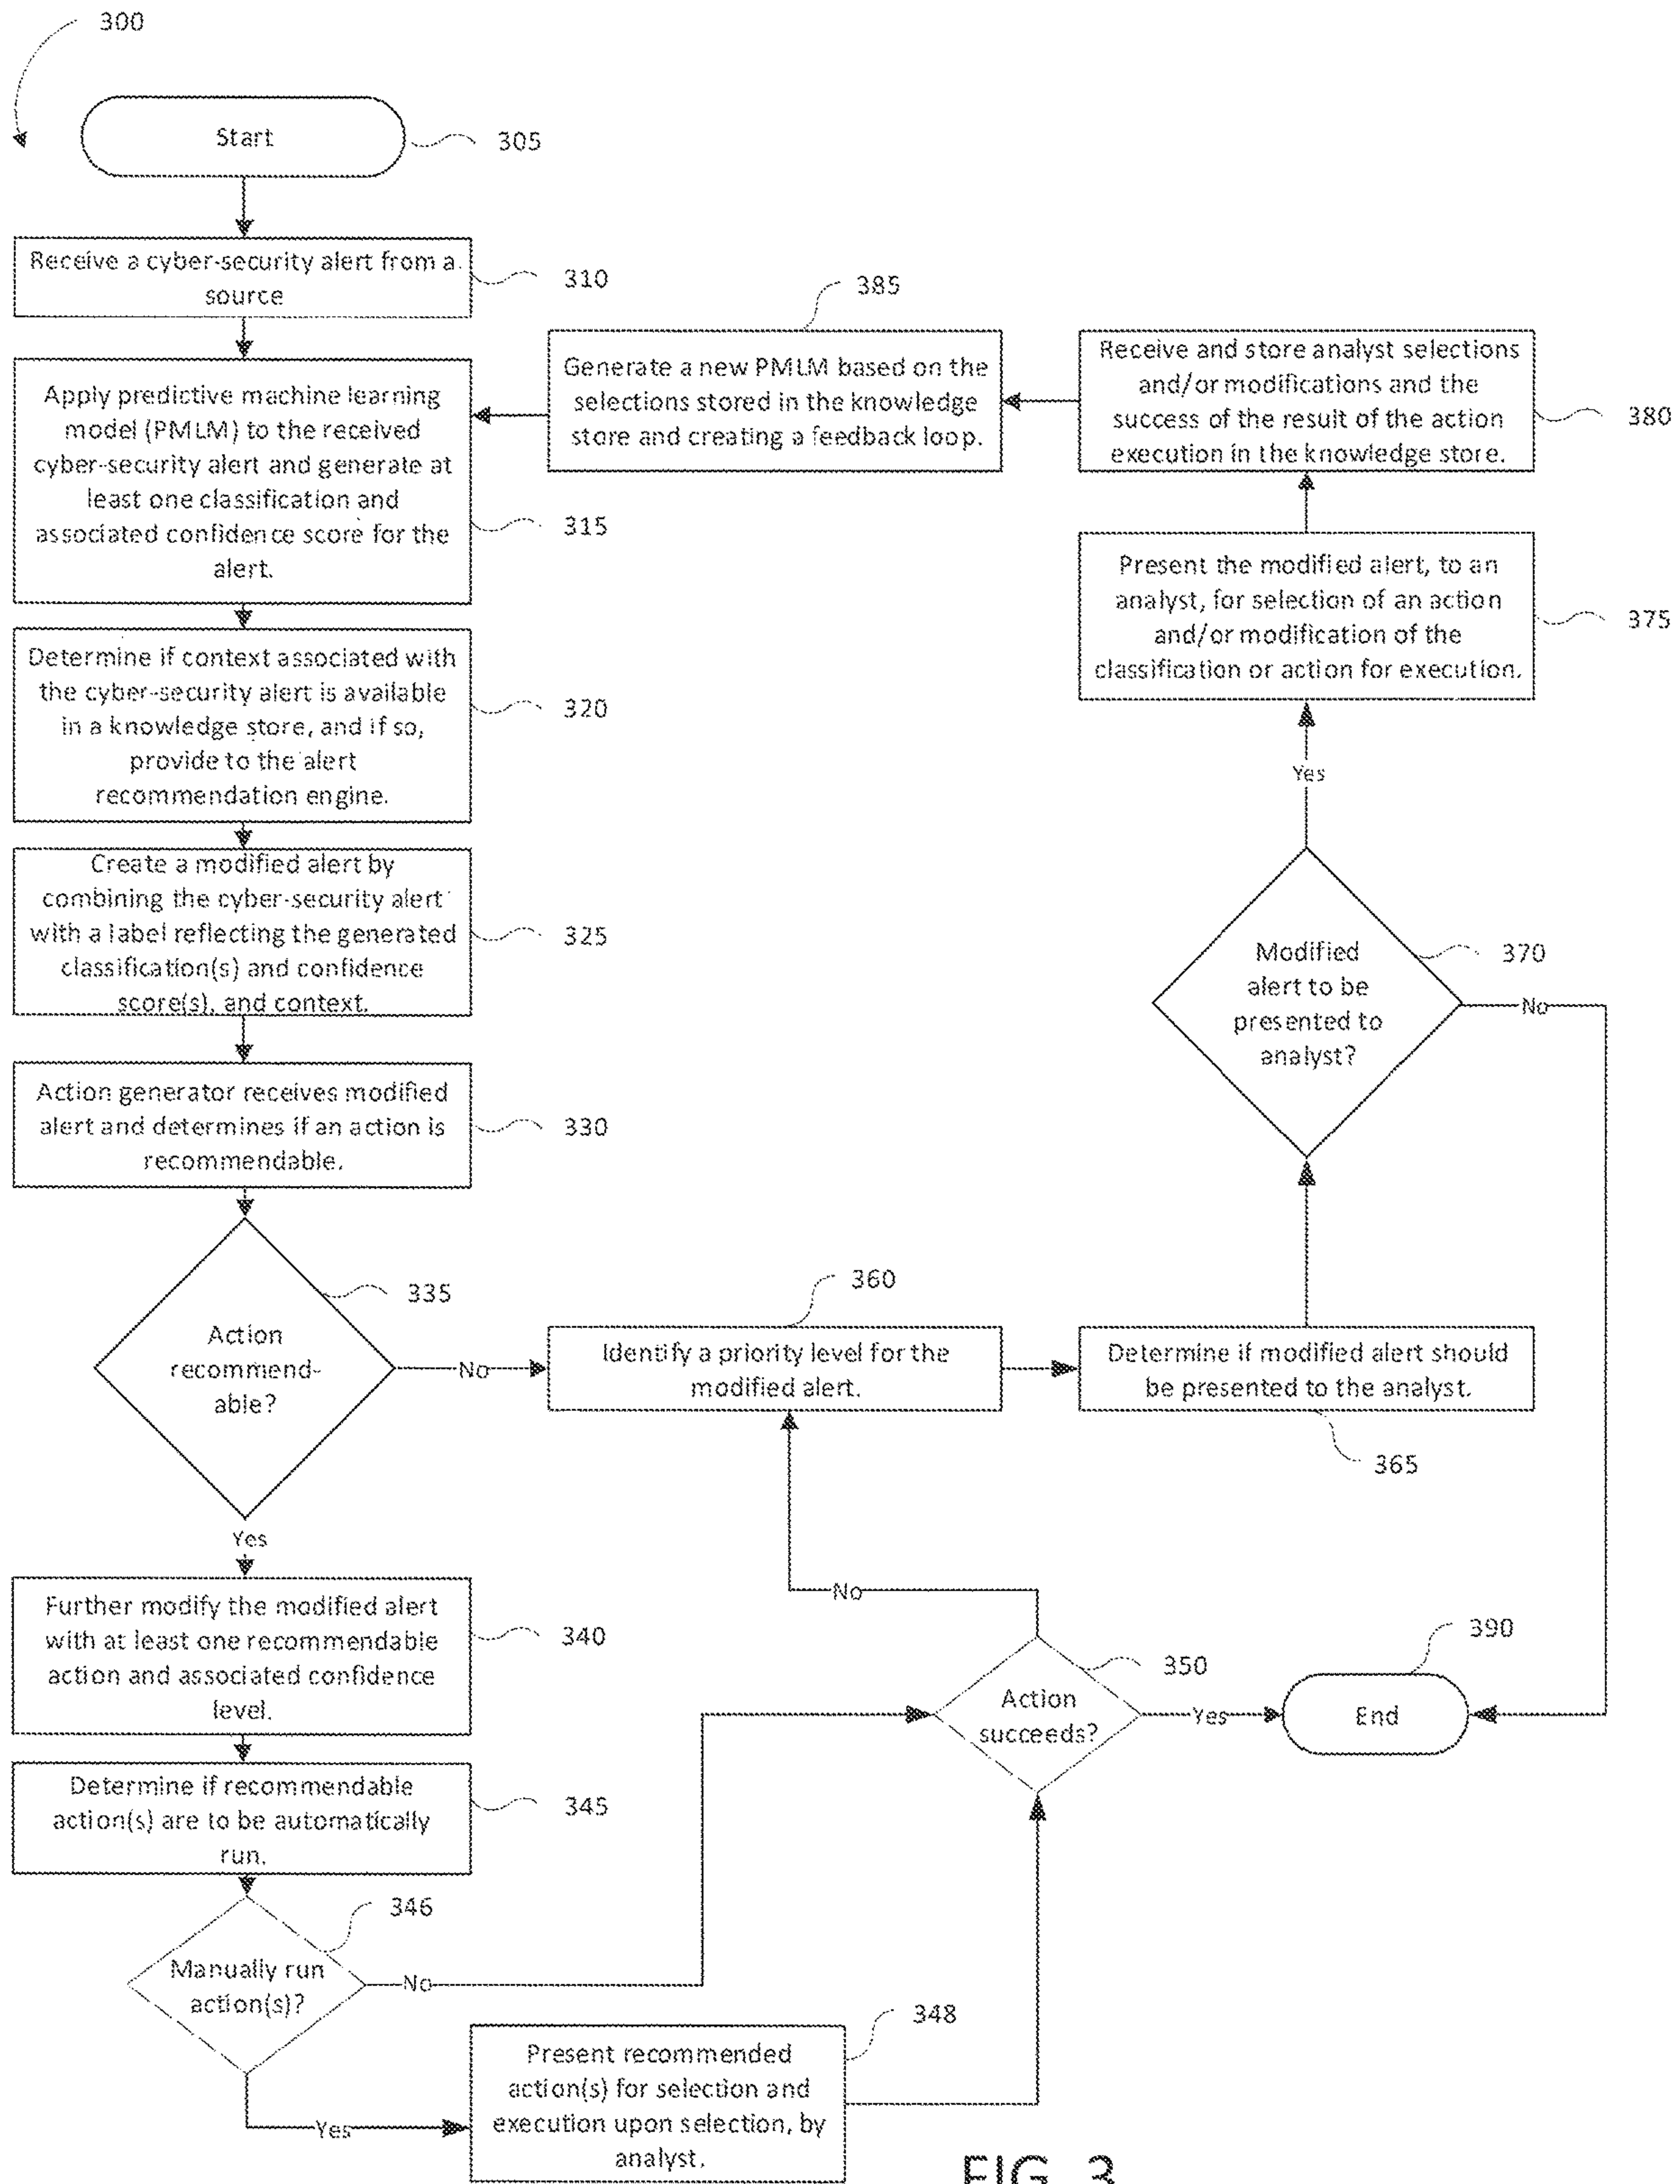 300
Start
305
Receive a cyber-security alert from a
source
310
Apply predictive machine learning
model (PMLM) to the received
cyber-security alert and generate at
least one classification and
associated confidence score for the
alert.
315
Determine if context associated with
the cyber-security alert is available
in a knowledge store, and if so,
provide to the alert
recommendation engine.
320
Create a modified alert by
combining the cyber-security alert
with a label reflecting the generated
classification(s) and confidence
score(s), and context.
325
Action generator receives modified
alert and determines if an action is
recommendable.
330
Action
recommend-
able?
335
No
Yes
Further modify the modified alert
with at least one recommendable
action and associated confidence
level.
340
Determine if recommendable
action(s) are to be automatically
run.
345
Manually run
action(s)?
346
No
Yes
Present recommended
action(s) for selection and
execution upon selection, by
analyst.
348
Action
succeeds?
350
No
Yes
End
390
Identify a priority level for the
modified alert.
360
Determine if modified alert should
be presented to the analyst.
365
Modified
alert to be
presented to
analyst?
370
No
Yes
Present the modified alert, to an
analyst, for selection of an action
and/or modification of the
classification or action for execution.
375
Receive and store analyst selections
and/or modifications and the
success of the result of the action
execution in the knowledge store.
380
Generate a new PMLM based on the
selections stored in the knowledge
store and creating a feedback loop.
385
FIG. 3